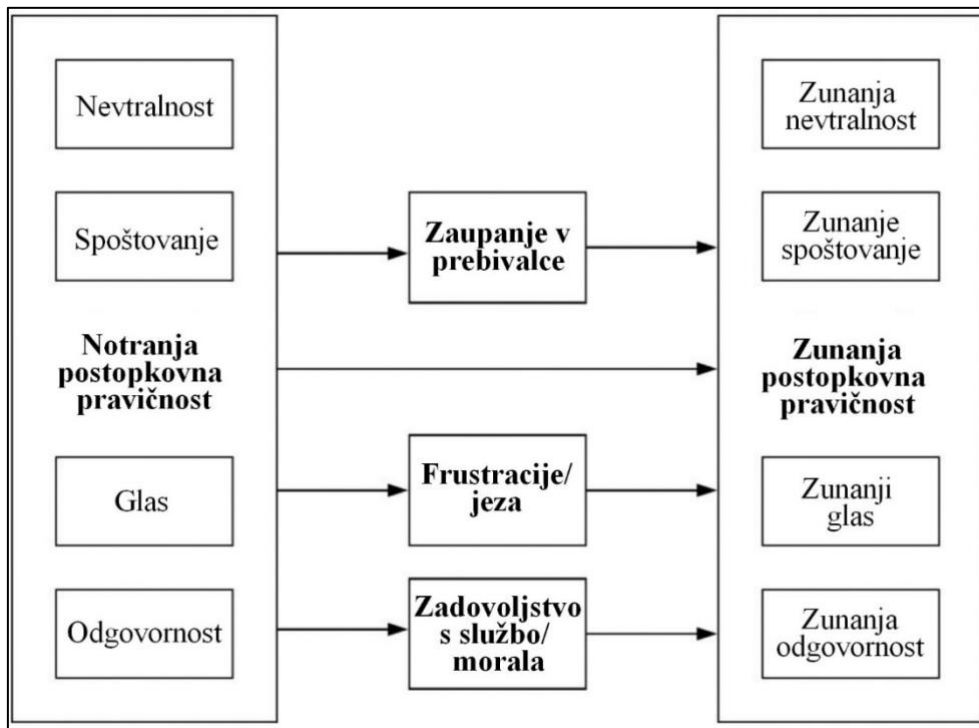 Nevtralnost
Spoštovanje
Notranja
postopkovna
pravičnost
Glas
Odgovornost
Zaupanje v
prebivalce
Frustracije/
jeza
Zadovoljstvo
s službo/
morala
Zunanja
nevtralnost
Zunanje
spoštovanje
Zunanja
postopkovna
pravičnost
Zunanji
glas
Zunanja
odgovornost